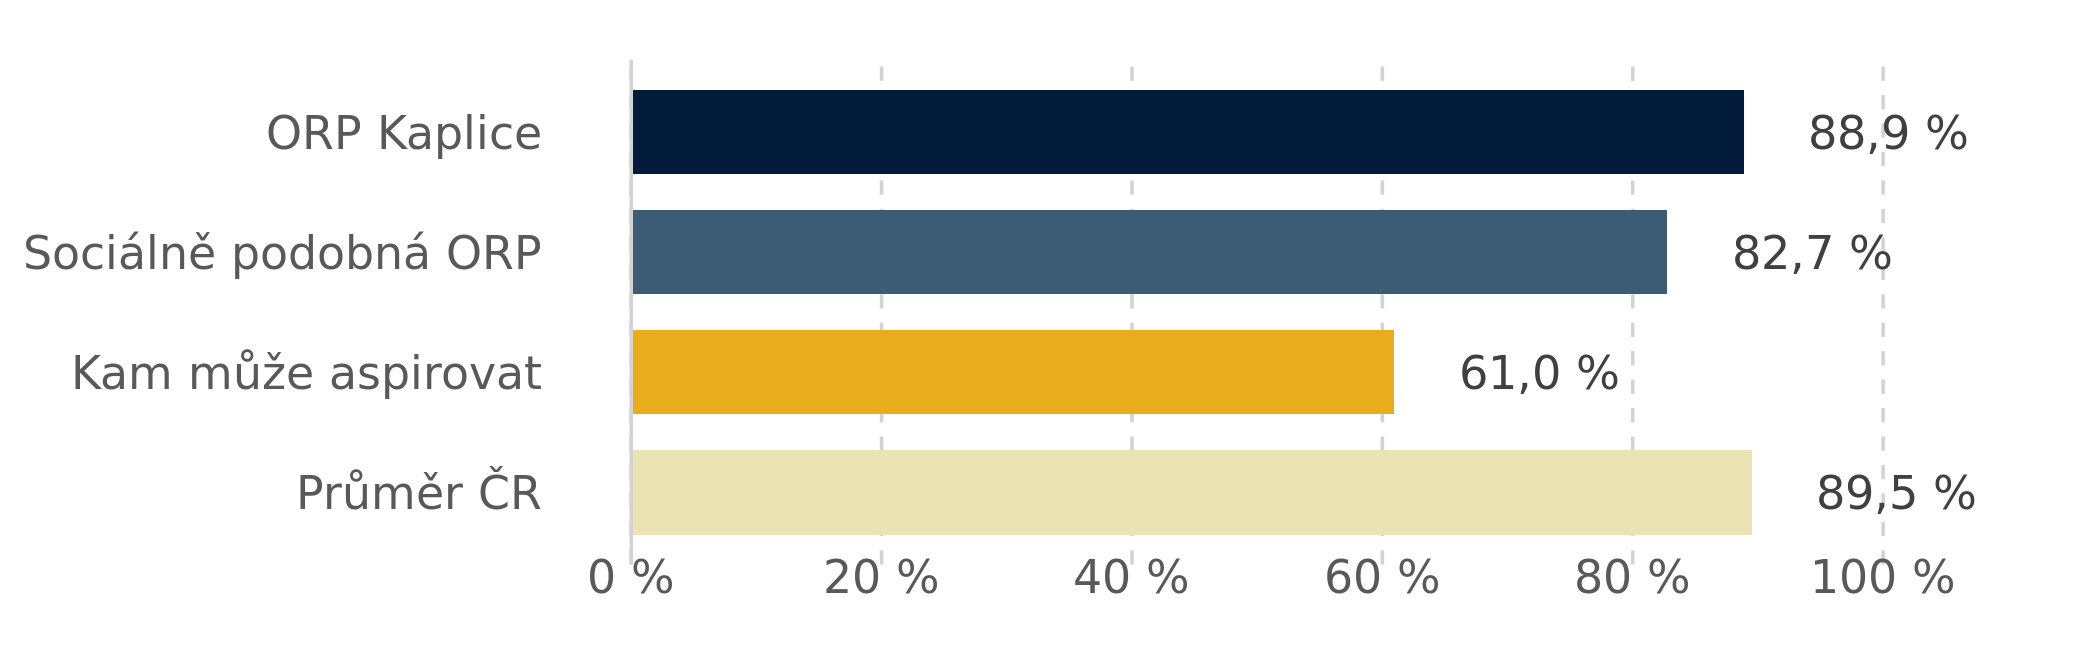 ORP Kaplice 88,9 %
Sociálně podobná ORP 82,7 %
Kam může aspirovat 61,0 %
Průměr ČR 89,5 %
0 % 20 % 40 % 60 % 80 % 100 %